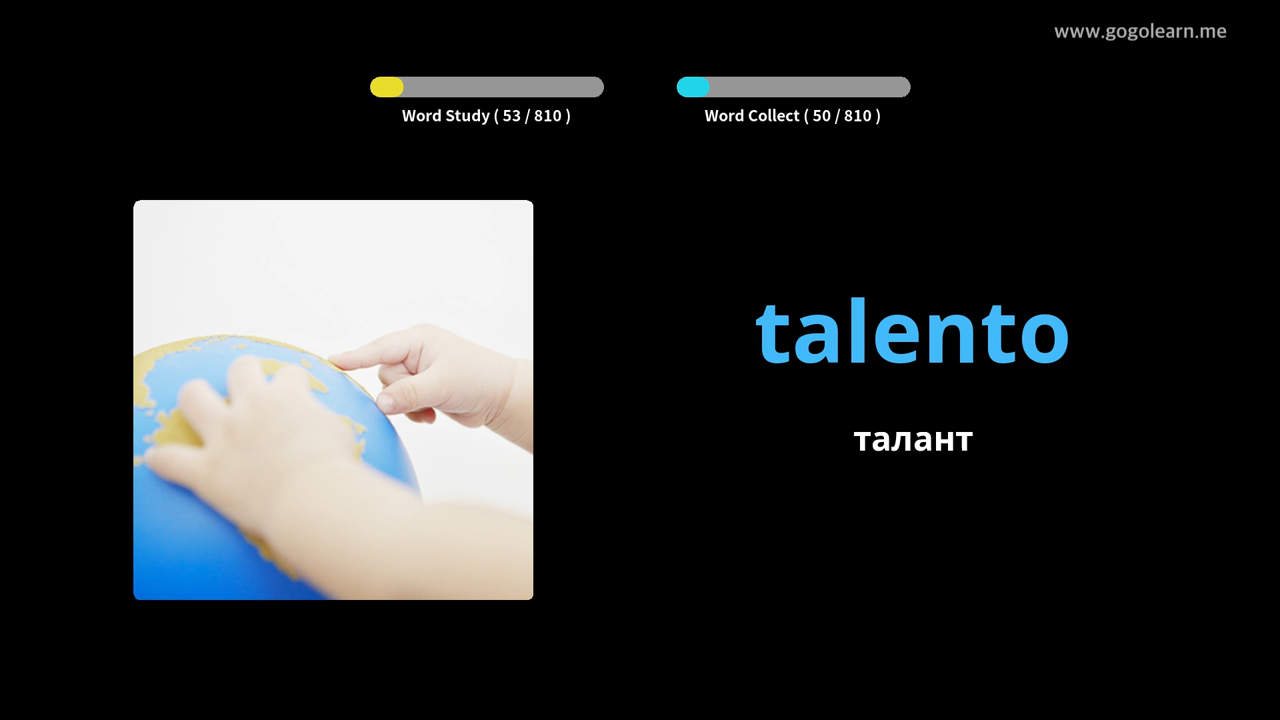 www.gogolearn.me
Word Study ( 53 / 810 )
Word Collect ( 50 / 810 )
talento
талант